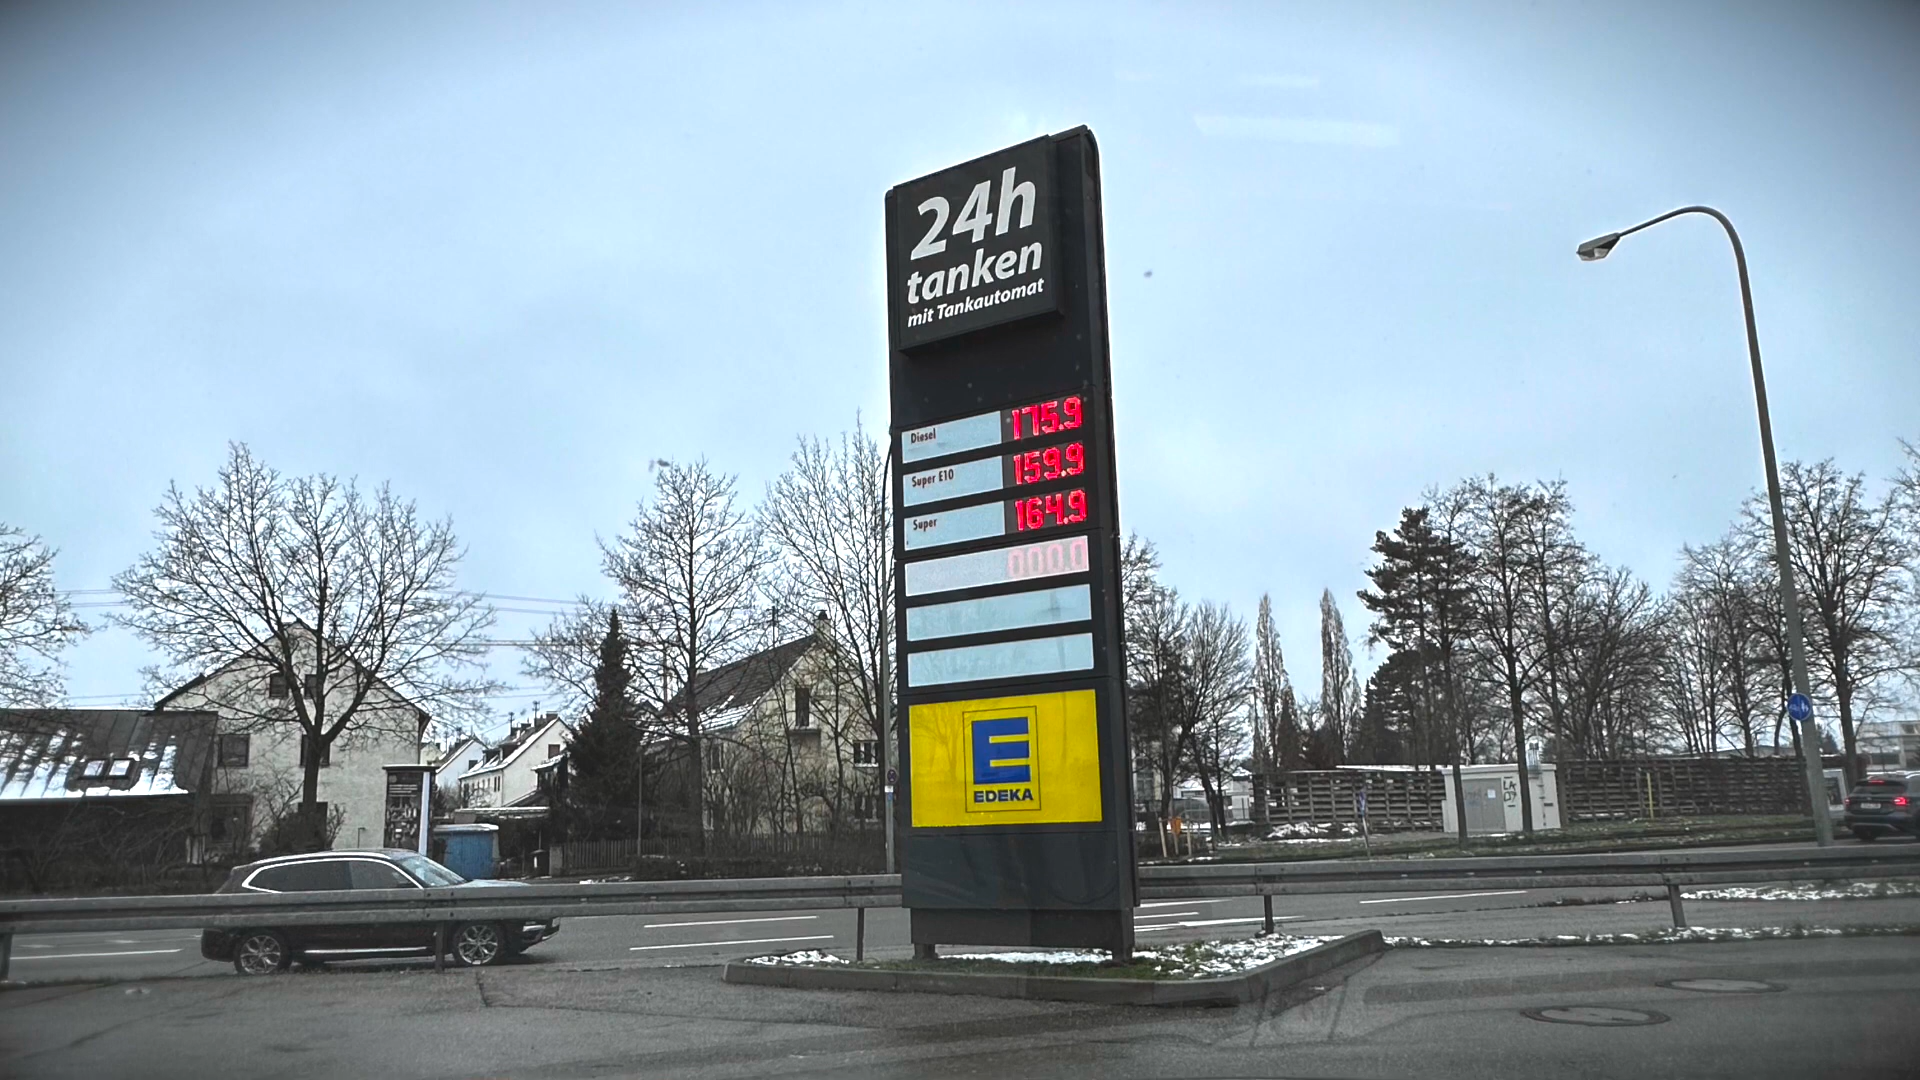 24h
tanken
mit Tankautomat
Diesel 175.9
Super E10 159.9
Super 164.9
000.0
E
EDEKA